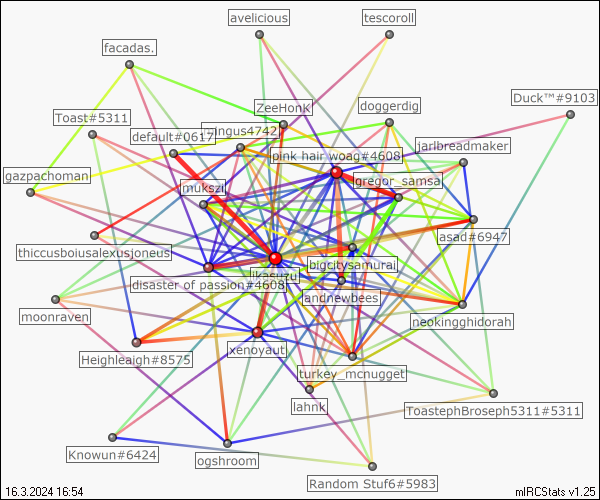 avelicious
tescoroll
facadas.
Duck™#9103
ZeeHonk
doggerdig
Toast#5311
default#0617
ingus4742
jarlbreadmaker
pink hair woag#4608
gazpachoman
mukszil
gregor_samsa
asad#6947
thiccusboiusalexusjoneus
bigcitysamurai
disaster of passion#4608
andnewbees
moonraven
neokingghidorah
xenoyaut
Heighleaigh#8575
turkey_mcnugget
lahnk
ToastephBroseph5311#5311
Knowun#6424
ogshroom
Random Stuf6#5983
16.3.2024 16:54
mIRCStats v1.25